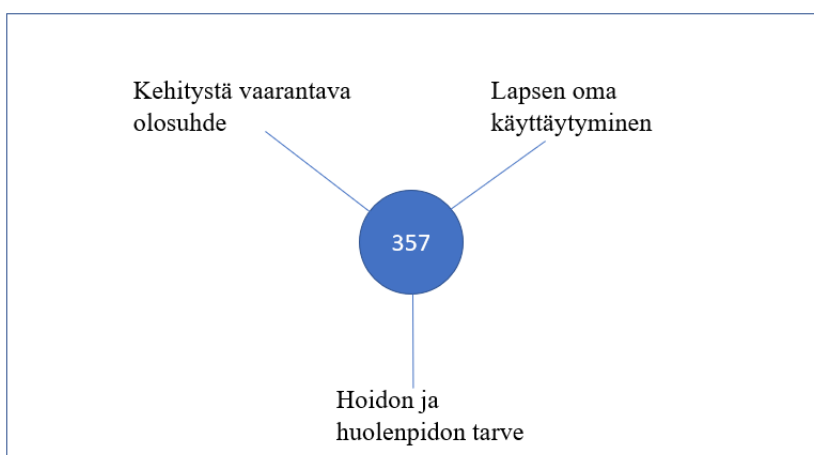 Kehitystä vaarantava
olosuhde
Lapsen oma
käyttäytyminen
357
Hoidon ja
huolenpidon tarve